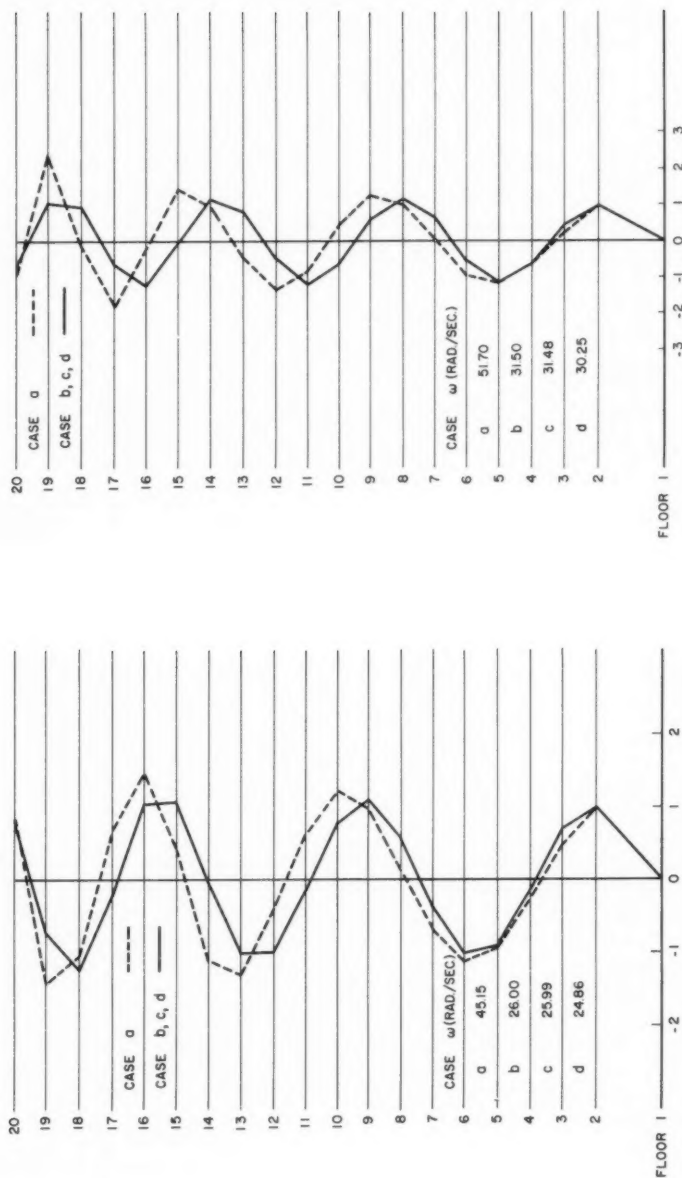 20
19
18
17
16
15
14
13
12
11
10
9
8
7
6
5
4
3
2
FLOOR 1
CASE a
CASE b, c, d
CASE ω (RAD./SEC.)
a 51.70
b 31.50
c 31.48
d 30.25
-3 -2 -1 0 1 2 3
20
19
18
17
16
15
14
13
12
11
10
9
8
7
6
5
4
3
2
FLOOR 1
CASE a
CASE b, c, d
CASE ω (RAD./SEC.)
a 45.15
b 26.00
c 25.99
d 24.86
-2 -1 0 1 2